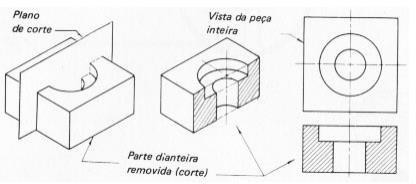 Plano
de corte
Vista da peça
inteira
Parte dianteira
removida (corte)